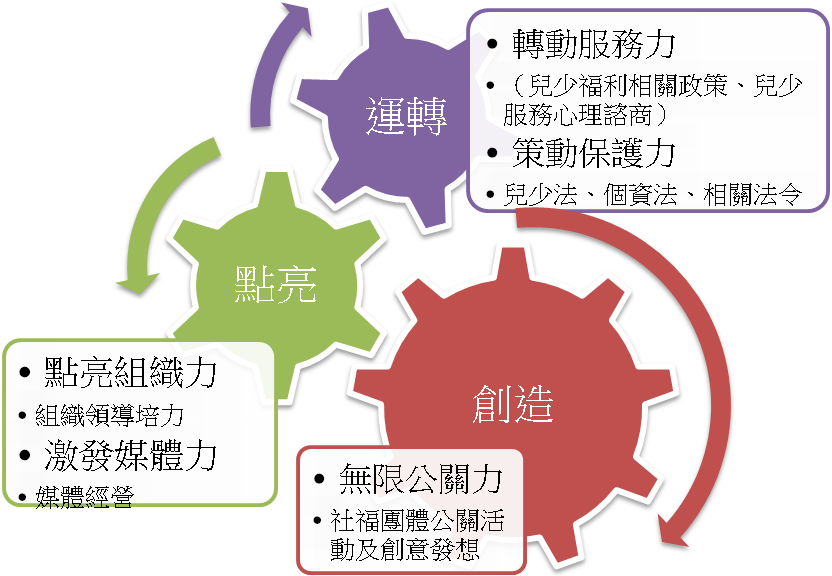 運轉
• 轉動服務力
• （兒少福利相關政策、兒少
服務心理諮商）
• 策動保護力
• 兒少法、個資法、相關法令
點亮
• 點亮組織力
• 組織領導培力
• 激發媒體力
• 媒體經營
創造
• 無限公關力
• 社福團體公關活
動及創意發想